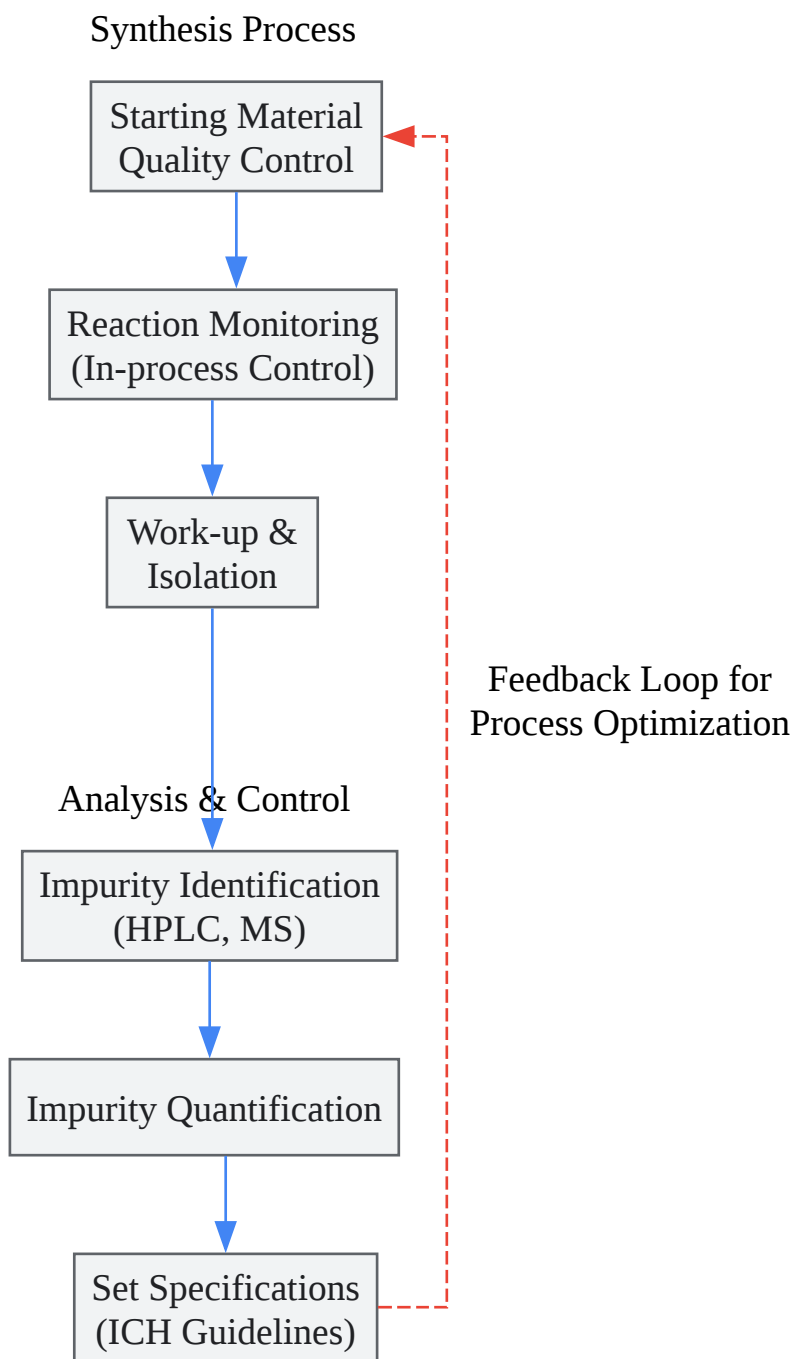 Synthesis Process
Starting Material
Quality Control
Reaction Monitoring
(In-process Control)
Work-up &
Isolation
Feedback Loop for
Process Optimization
Analysis & Control
Impurity Identification
(HPLC, MS)
Impurity Quantification
Set Specifications
(ICH Guidelines)